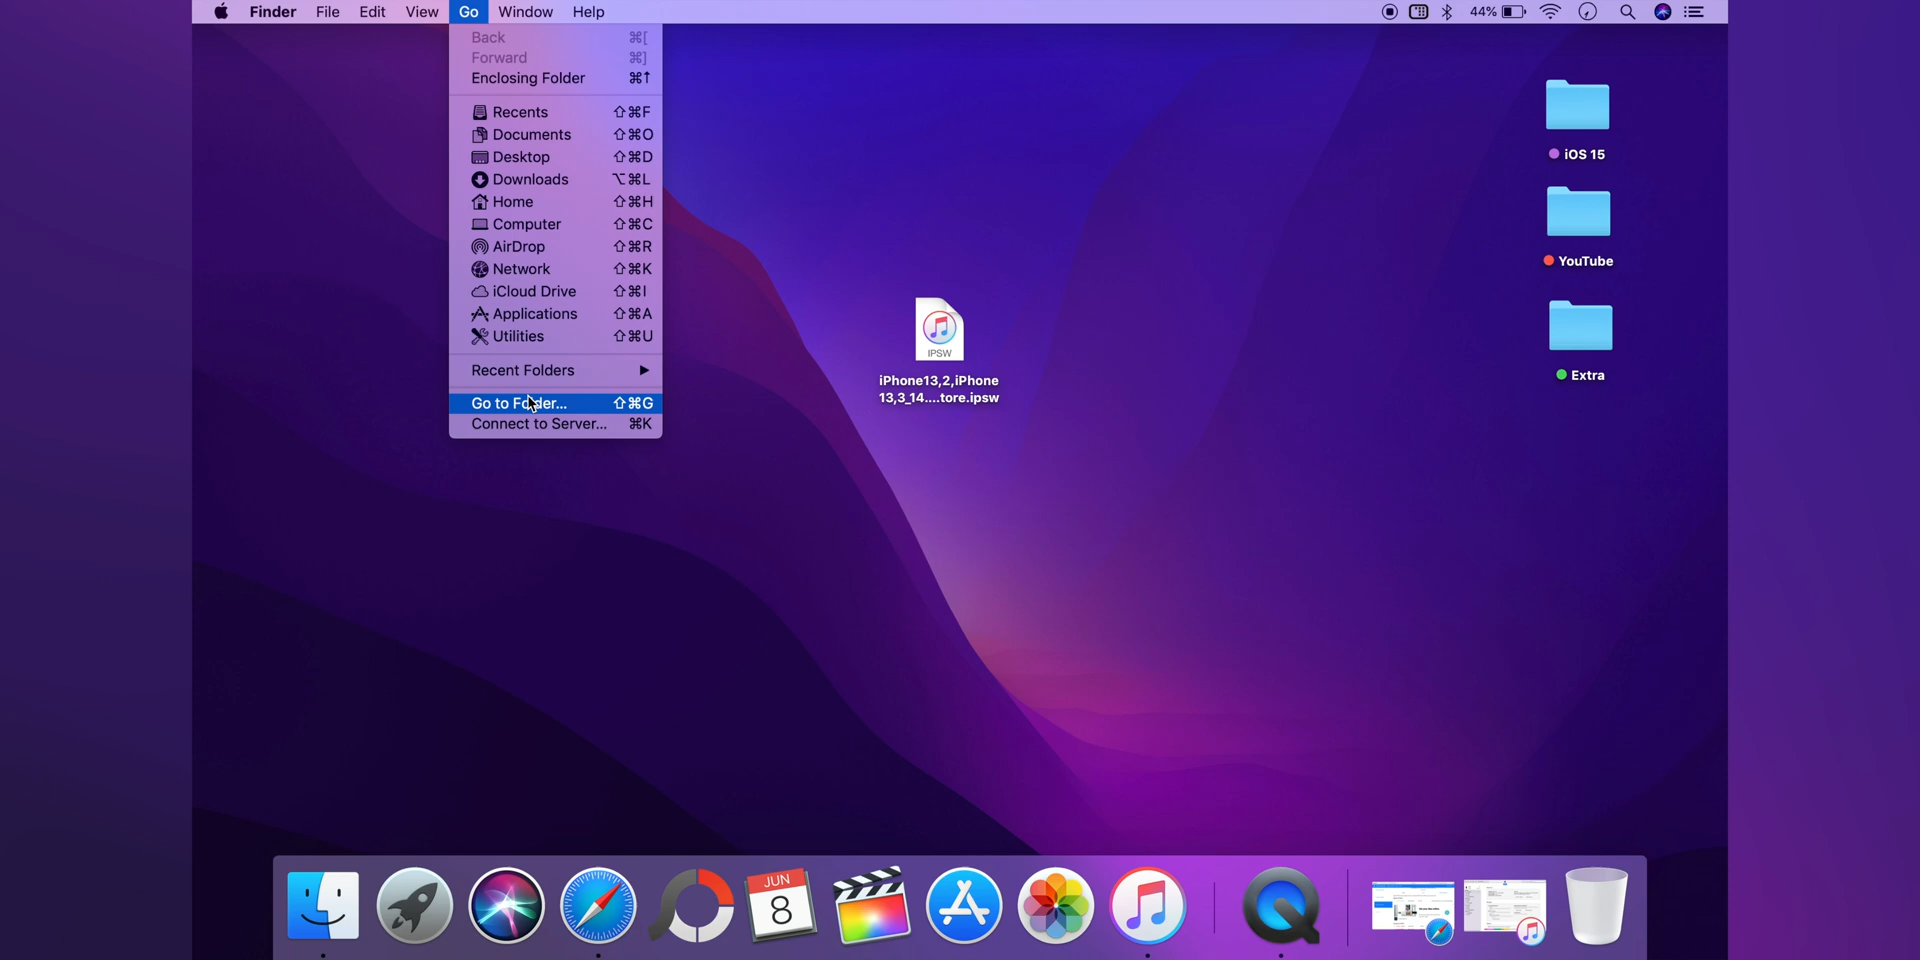 Finder File Edit View Go Window Help 44%
Back ⌘[
Forward ⌘]
Enclosing Folder ⌘↑
Recents ⇧⌘F
Documents ⇧⌘O
Desktop ⇧⌘D
Downloads ⌥⌘L
Home ⇧⌘H
Computer ⇧⌘C
AirDrop ⇧⌘R
Network ⇧⌘K
iCloud Drive ⇧⌘I
Applications ⇧⌘A
Utilities ⇧⌘U
Recent Folders
Go to Folder... ⇧⌘G
Connect to Server... ⌘K
IPSW
iPhone13,2,iPhone
13,3_14....tore.ipsw
iOS 15
YouTube
Extra
JUN
8